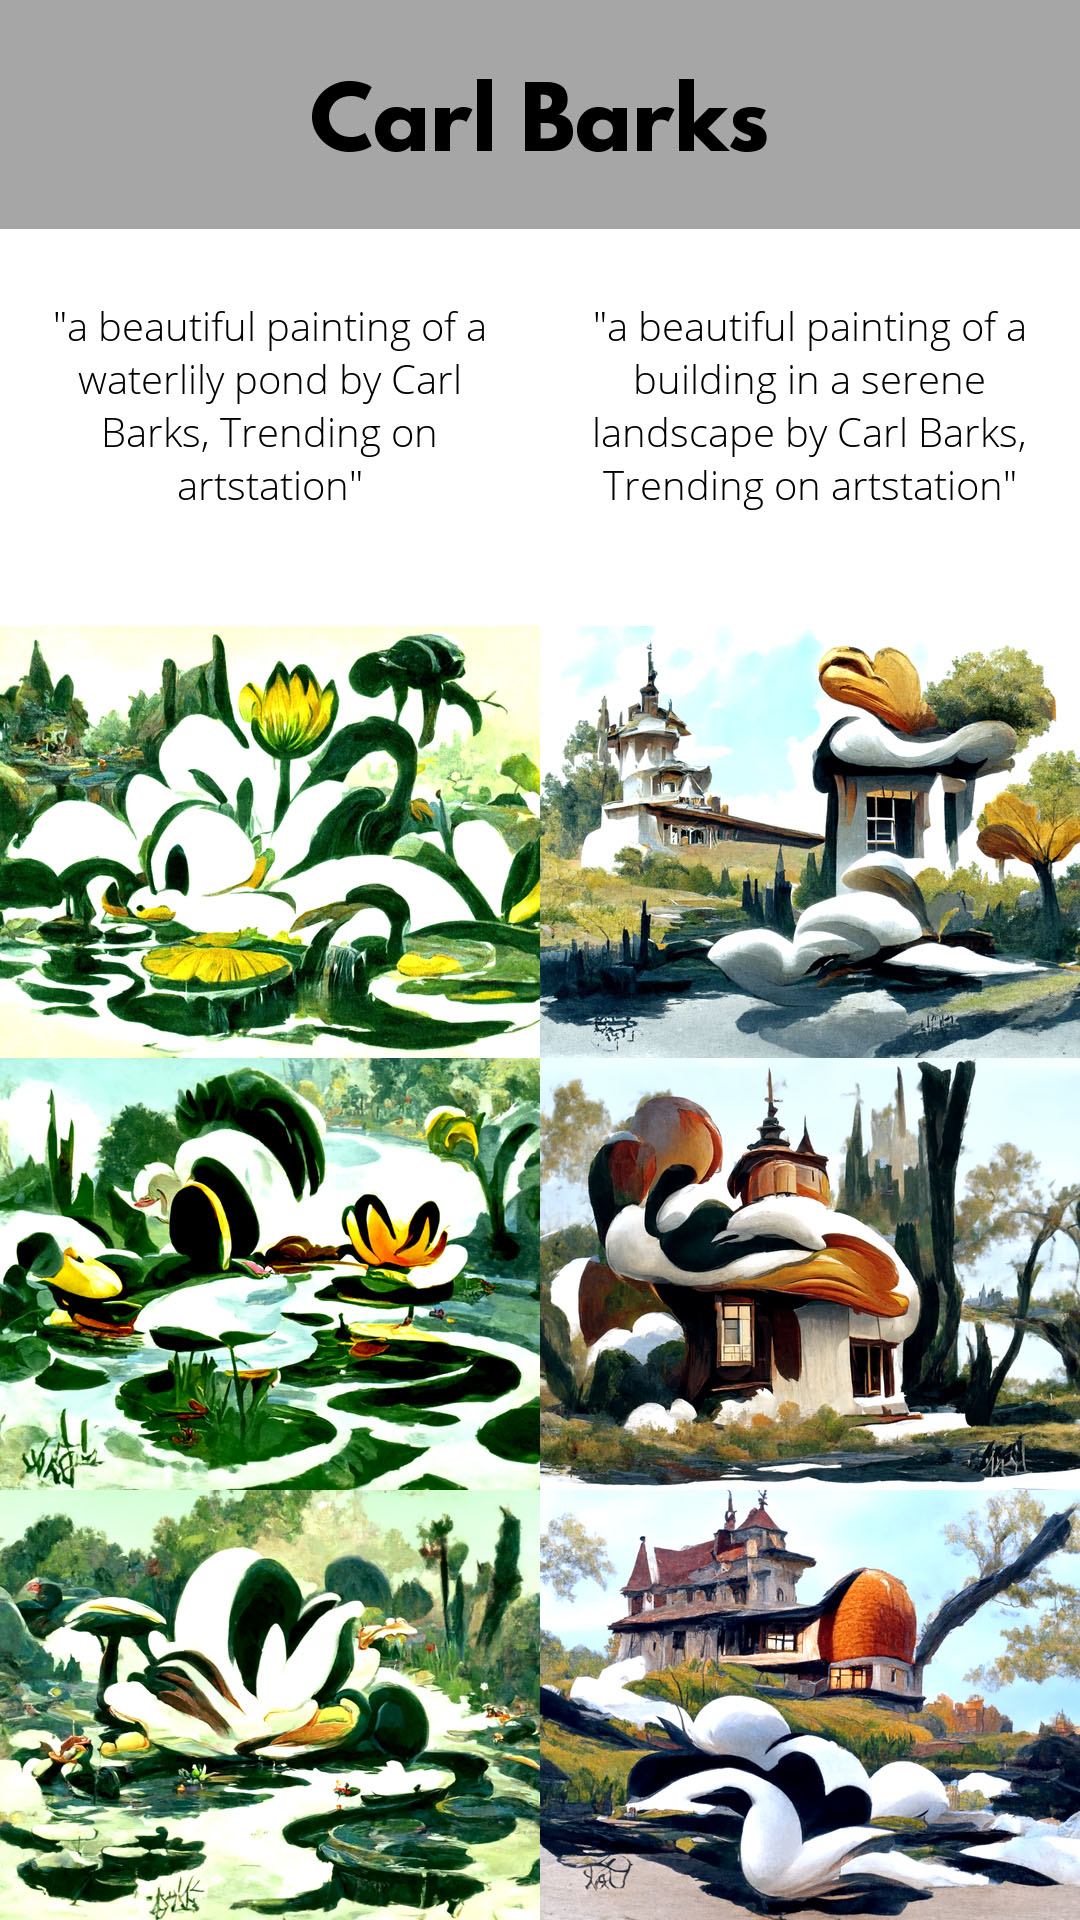 Carl Barks
"a beautiful painting of a
waterlily pond by Carl
Barks, Trending on
artstation"
"a beautiful painting of a
building in a serene
landscape by Carl Barks,
Trending on artstation"